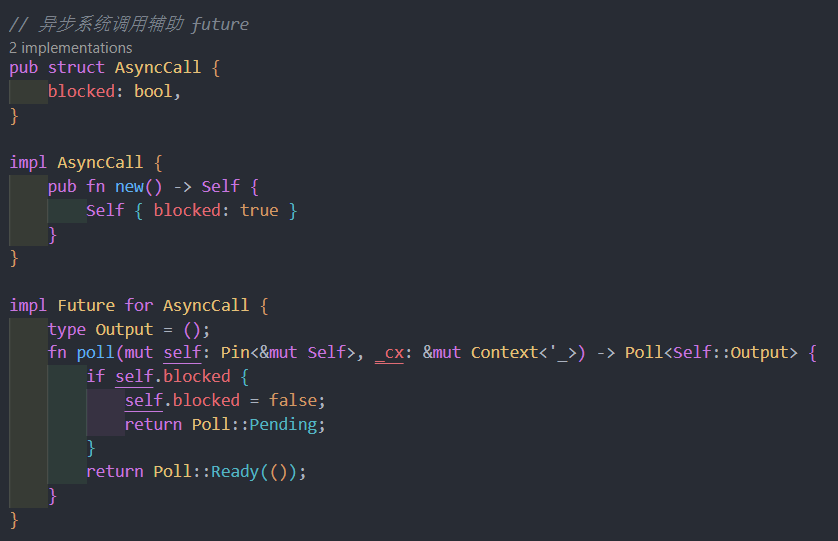 // 异步系统调用辅助 future
2 implementations
pub struct AsyncCall {
    blocked: bool,
}
impl AsyncCall {
    pub fn new() -> Self {
        Self { blocked: true }
    }
}
impl Future for AsyncCall {
    type Output = ();
    fn poll(mut self: Pin<&mut Self>, _cx: &mut Context<'_>) -> Poll<Self::Output> {
        if self.blocked {
            self.blocked = false;
            return Poll::Pending;
        }
        return Poll::Ready(());
    }
}